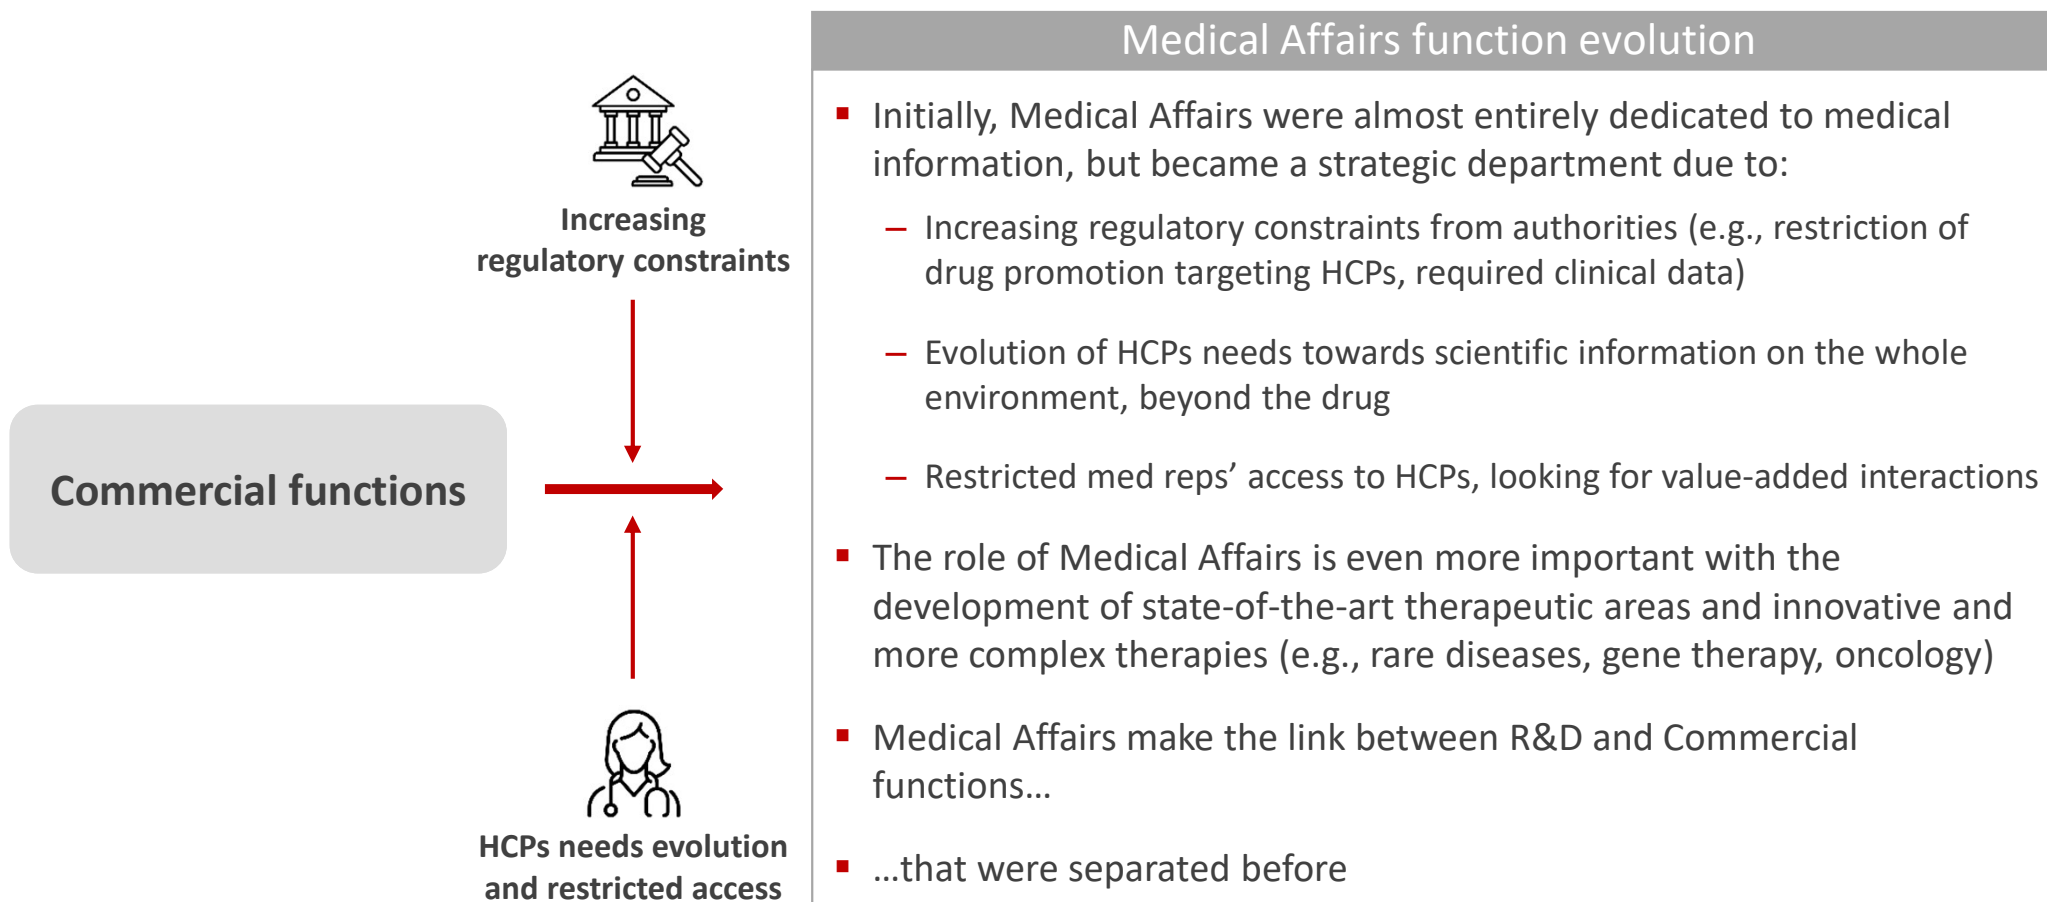 Medical Affairs function evolution
Increasing
regulatory constraints
Commercial functions
HCPs needs evolution
and restricted access
▪ Initially, Medical Affairs were almost entirely dedicated to medical
information, but became a strategic department due to:
– Increasing regulatory constraints from authorities (e.g., restriction of
drug promotion targeting HCPs, required clinical data)
– Evolution of HCPs needs towards scientific information on the whole
environment, beyond the drug
– Restricted med reps’ access to HCPs, looking for value-added interactions
▪ The role of Medical Affairs is even more important with the
development of state-of-the-art therapeutic areas and innovative and
more complex therapies (e.g., rare diseases, gene therapy, oncology)
▪ Medical Affairs make the link between R&D and Commercial
functions…
▪ …that were separated before